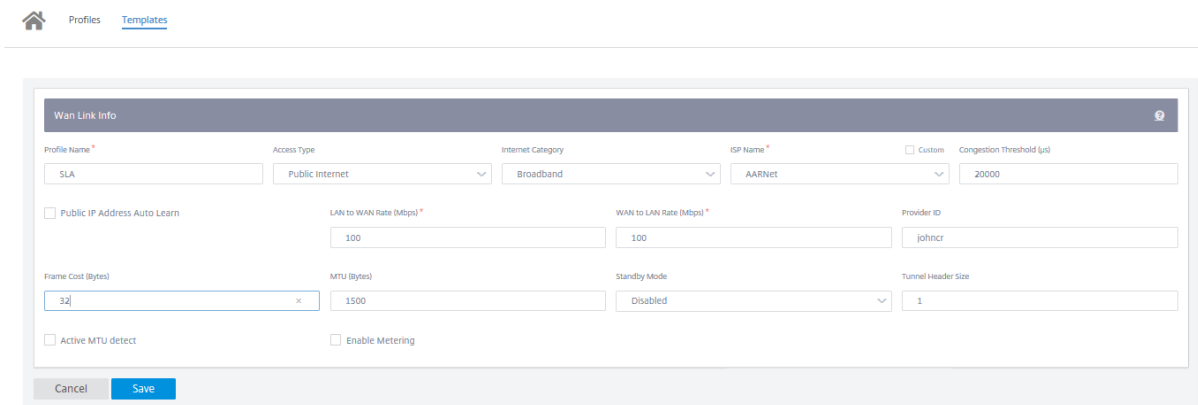 Profiles Templates
Wan Link Info
Profile Name * Access Type Internet Category ISP Name * Custom Congestion Threshold (μs)
SLA Public Internet Broadband AARNet 20000
Public IP Address Auto Learn LAN to WAN Rate (Mbps) * WAN to LAN Rate (Mbps) * Provider ID
100 100 johncr
Frame Cost (Bytes) MTU (Bytes) Standby Mode Tunnel Header Size
32 1500 Disabled 1
Active MTU detect Enable Metering
Cancel Save